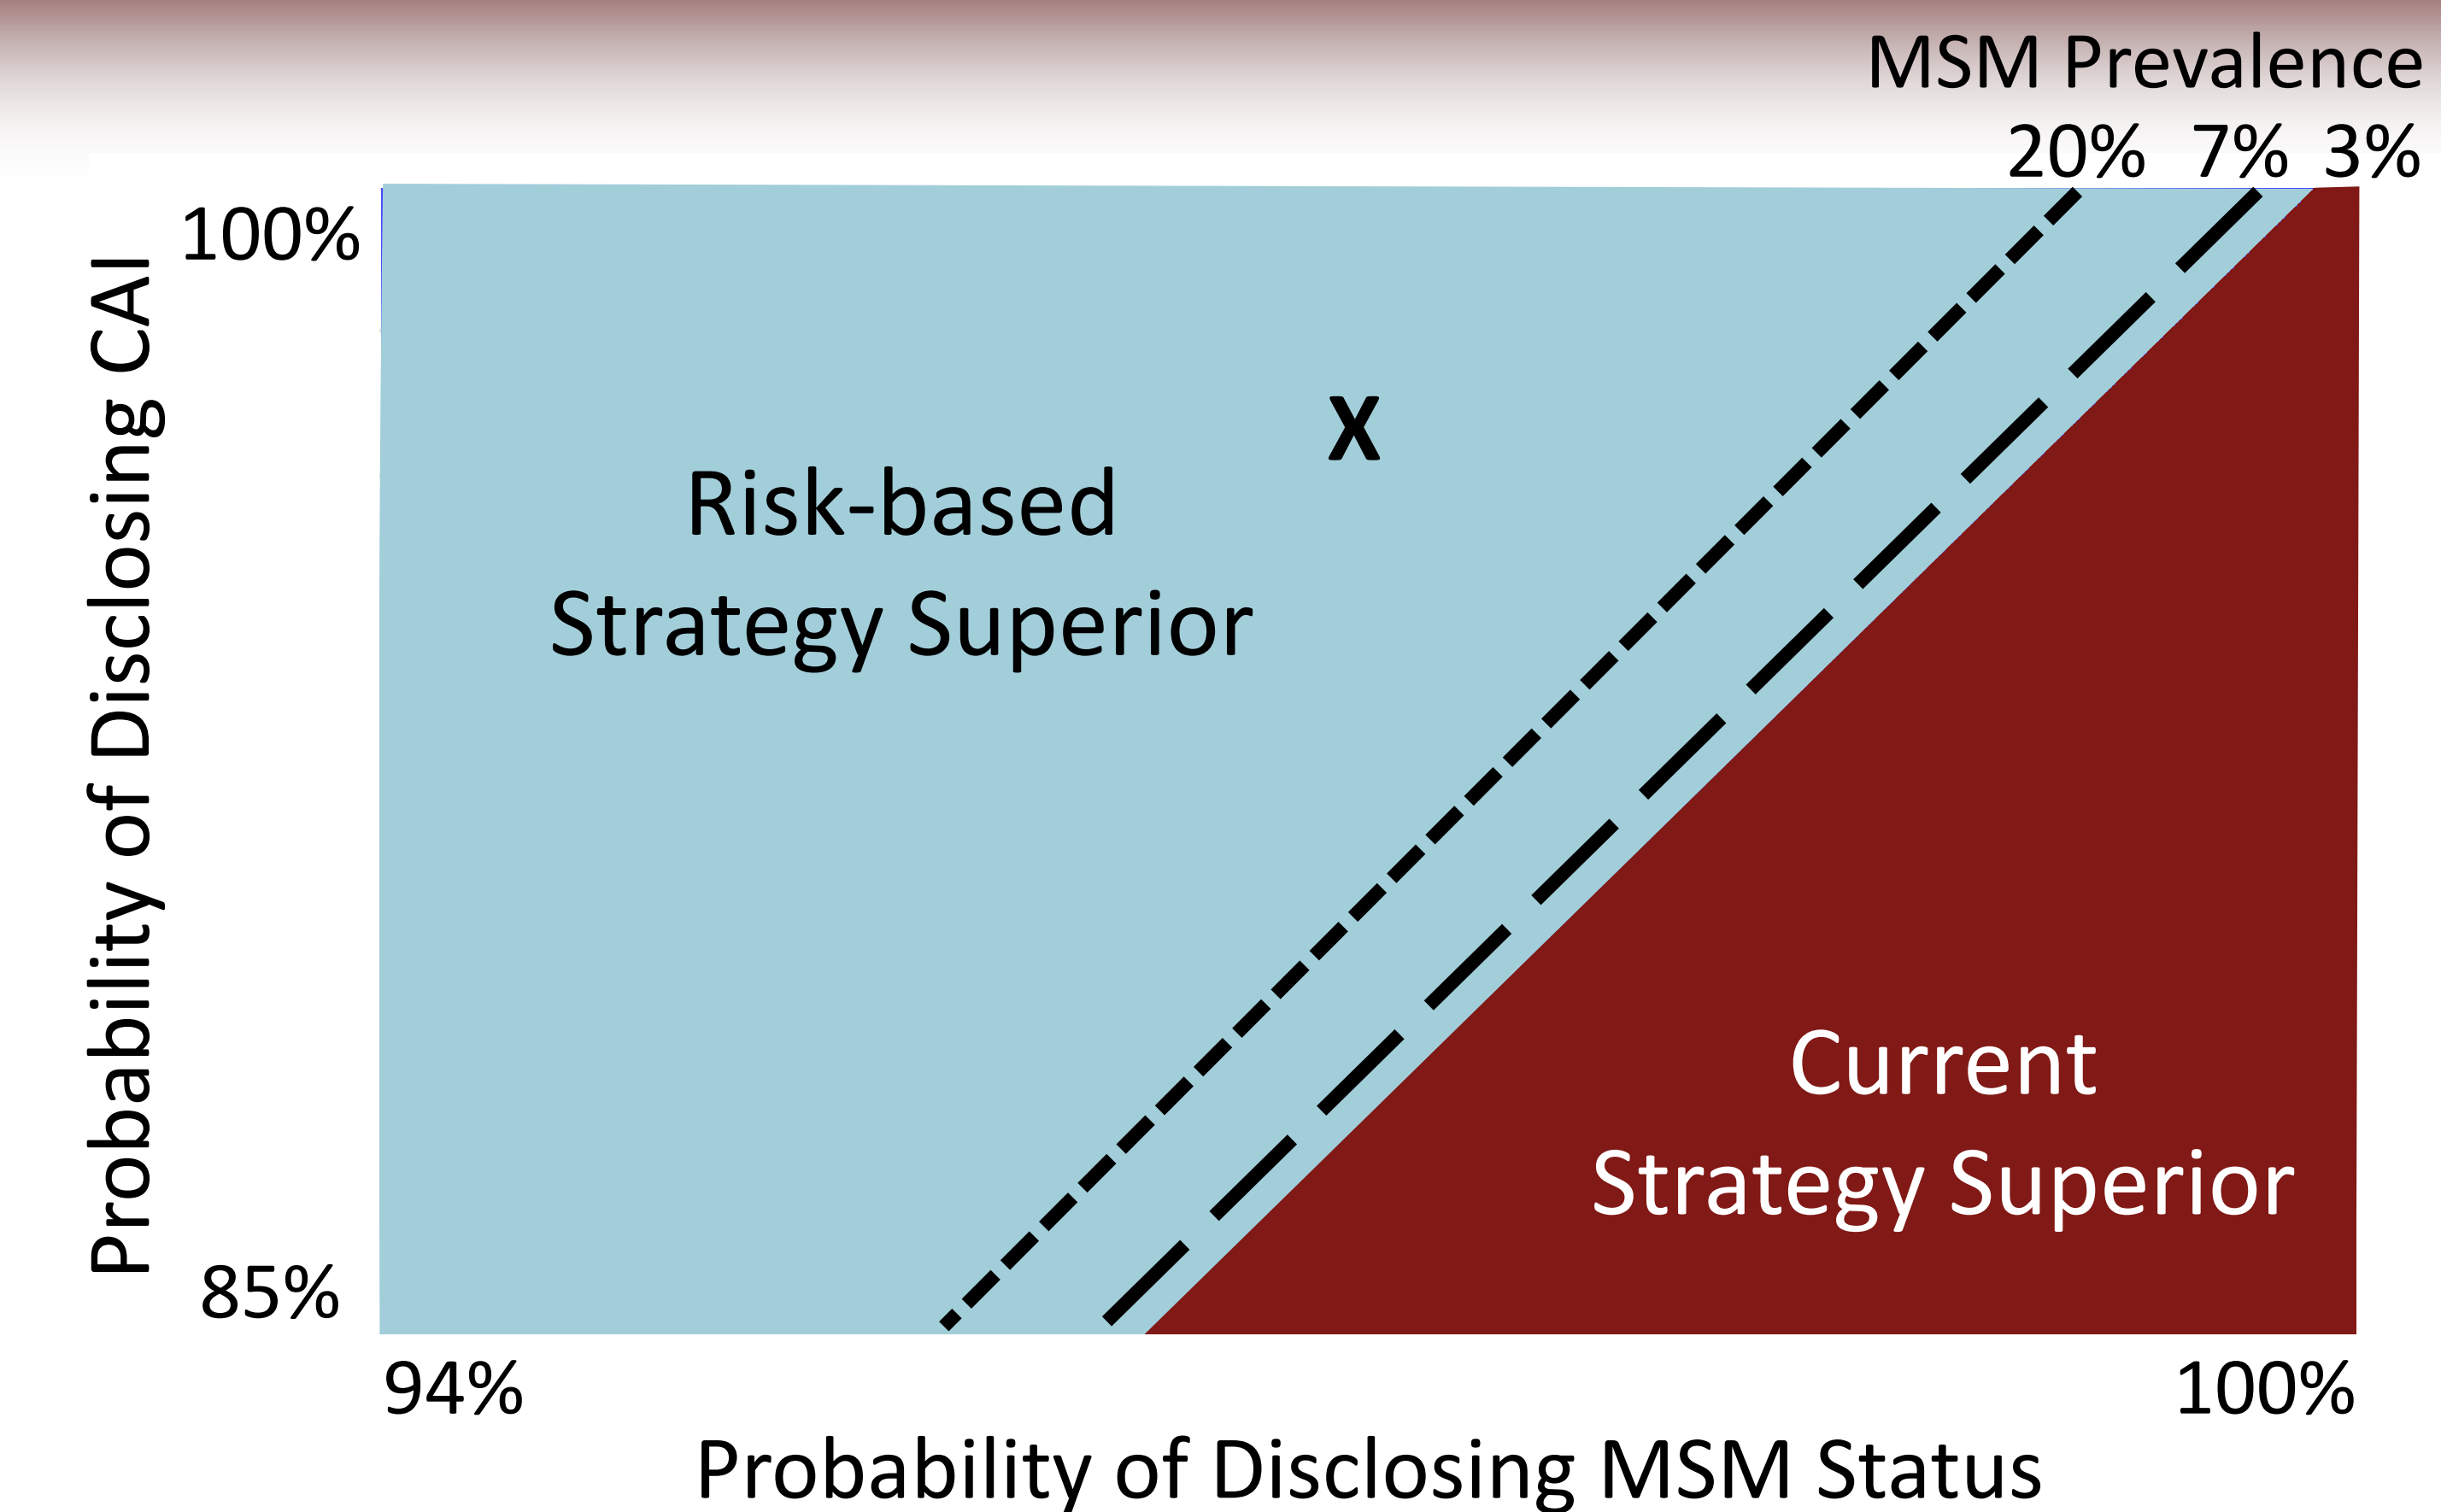 MSM Prevalence
20% 7% 3%
100%
Probability of Disclosing CAI
X
Risk-based
Strategy Superior
Current
Strategy Superior
85%
94%
100%
Probability of Disclosing MSM Status